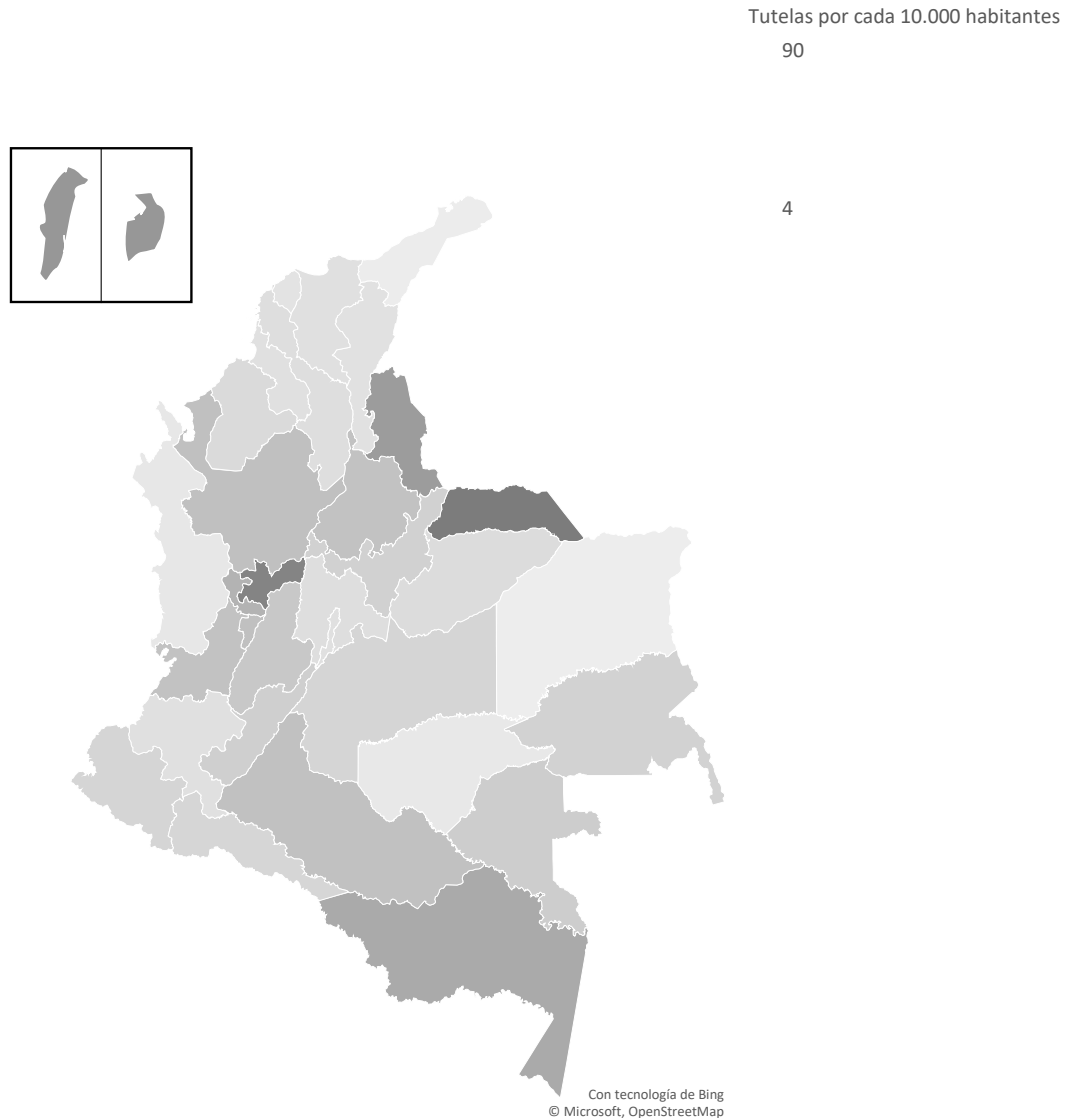 Tutelas por cada 10.000 habitantes
90
4
Con tecnología de Bing
© Microsoft, OpenStreetMap